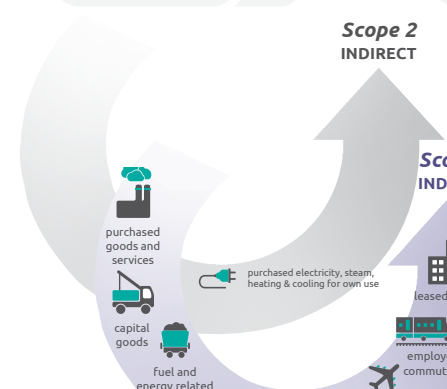 Scope 2
INDIRECT
purchased
goods and
services
purchased electricity, steam,
heating & cooling for own use
leased
capital
goods
fuel and
energy related